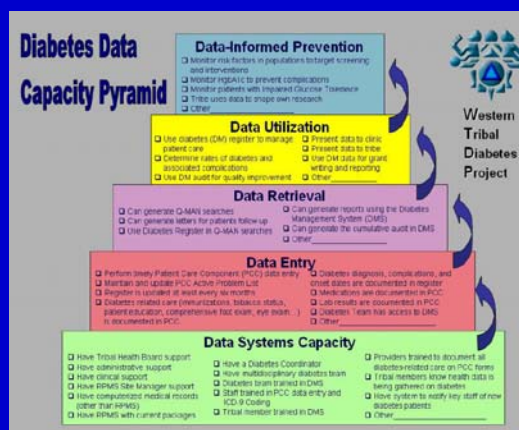 Diabetes Data
Capacity Pyramid
Western
Tribal
Diabetes
Project
Data-Informed Prevention
❑ Monitor risk factors in populations to target screening
and interventions
❑ Monitor HgbA1c to prevent complications
❑ Monitor patients with Impaired Glucose Tolerance
❑ Tribe uses data to shape own research
❑ Other
Data Utilization
❑ Use diabetes (DM) register to manage
patient care
❑ Determine rates of diabetes and
associated complications
❑ Use DM audit for quality improvement
❑ Present data to clinic
❑ Present data to tribe
❑ Use DM data for grant
writing and reporting
❑ Other____________
Data Retrieval
❑ Can generate Q-MAN searches
❑ Can generate letters for patients follow up
❑ Use Diabetes Register in Q-MAN searches
❑ Can generate reports using the Diabetes
Management System (DMS)
❑ Can generate the cumulative audit in DMS
❑ Other____________
Data Entry
❑ Perform timely Patient Care Component (PCC) data entry
❑ Maintain and update PCC Active Problem List
❑ Register is updated at least every six months
❑ Diabetes related care (immunizations, tobacco status,
patient education, comprehensive foot exam, eye exam…)
is documented in PCC
❑ Diabetes diagnosis, complications, and
onset dates are documented in register
❑ Medications are documented in PCC
❑ Lab results are documented in PCC
❑ Diabetes Team has access to DMS
❑ Other____________
Data Systems Capacity
❑ Have Tribal Health Board support
❑ Have administrative support
❑ Have clinical support
❑ Have RPMS Site Manager support
❑ Have computerized medical records
(other than RPMS)
❑ Have RPMS with current packages
❑ Have a Diabetes Coordinator
❑ Have multidisciplinary diabetes team
❑ Diabetes team trained in DMS
❑ Staff trained in PCC data entry and
ICD-9 Coding
❑ Tribal member trained in DMS
❑ Providers trained to document all
diabetes-related care on PCC forms
❑ Tribal members know health data is
being gathered on diabetes
❑ Have system to notify key staff of new
diabetes patients
❑ Other____________